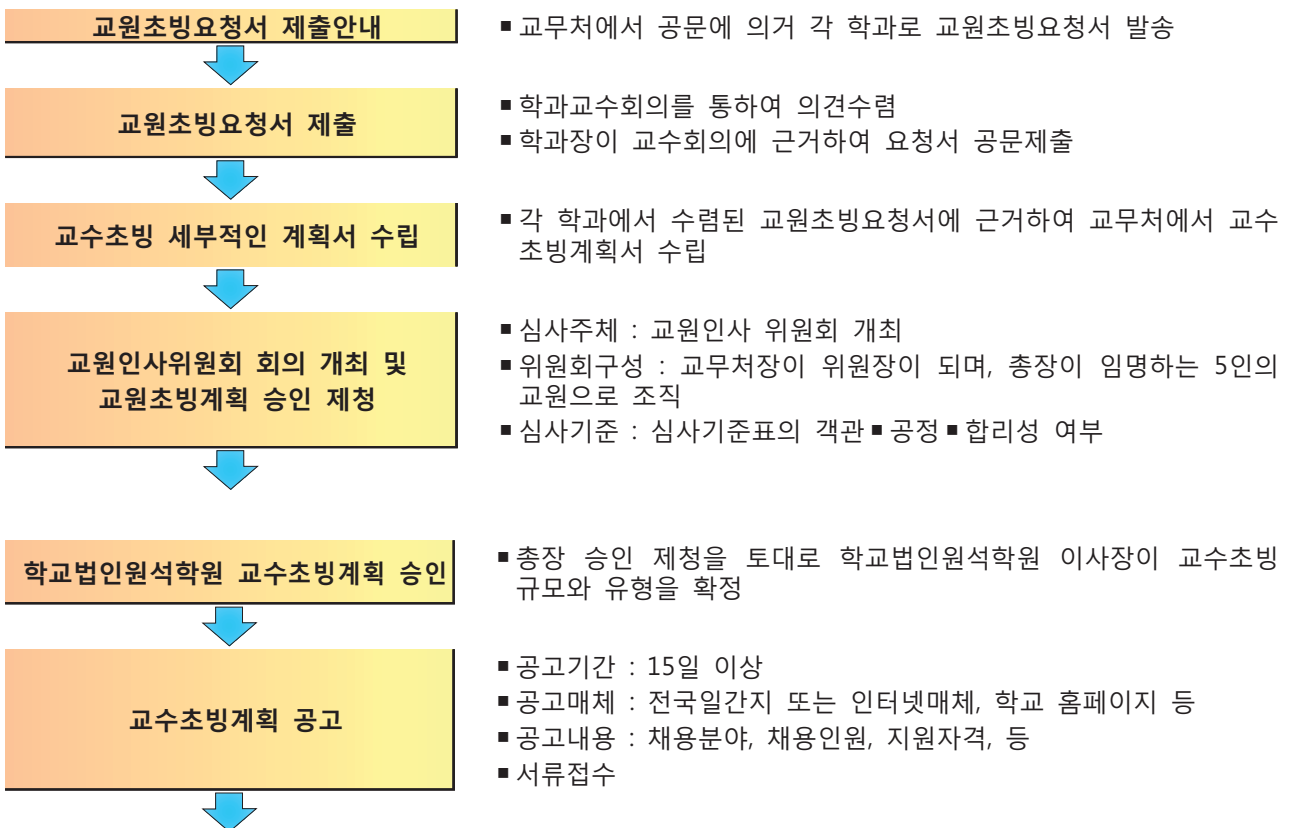 교원초빙요청서 제출안내
■ 교무처에서 공문에 의거 각 학과로 교원초빙요청서 발송
교원초빙요청서 제출
■ 학과교수회의를 통하여 의견수렴
■ 학과장이 교수회의에 근거하여 요청서 공문제출
교수초빙 세부적인 계획서 수립
■ 각 학과에서 수렴된 교원초빙요청서에 근거하여 교무처에서 교수
초빙계획서 수립
교원인사위원회 회의 개최 및
교원초빙계획 승인 제청
■ 심사주체 : 교원인사 위원회 개최
■ 위원회구성 : 교무처장이 위원장이 되며, 총장이 임명하는 5인의
교원으로 조직
■ 심사기준 : 심사기준표의 객관■공정■합리성 여부
학교법인원석학원 교수초빙계획 승인
■ 총장 승인 제청을 토대로 학교법인원석학원 이사장이 교수초빙
규모와 유형을 확정
교수초빙계획 공고
■ 공고기간 : 15일 이상
■ 공고매체 : 전국일간지 또는 인터넷매체, 학교 홈페이지 등
■ 공고내용 : 채용분야, 채용인원, 지원자격, 등
■ 서류접수